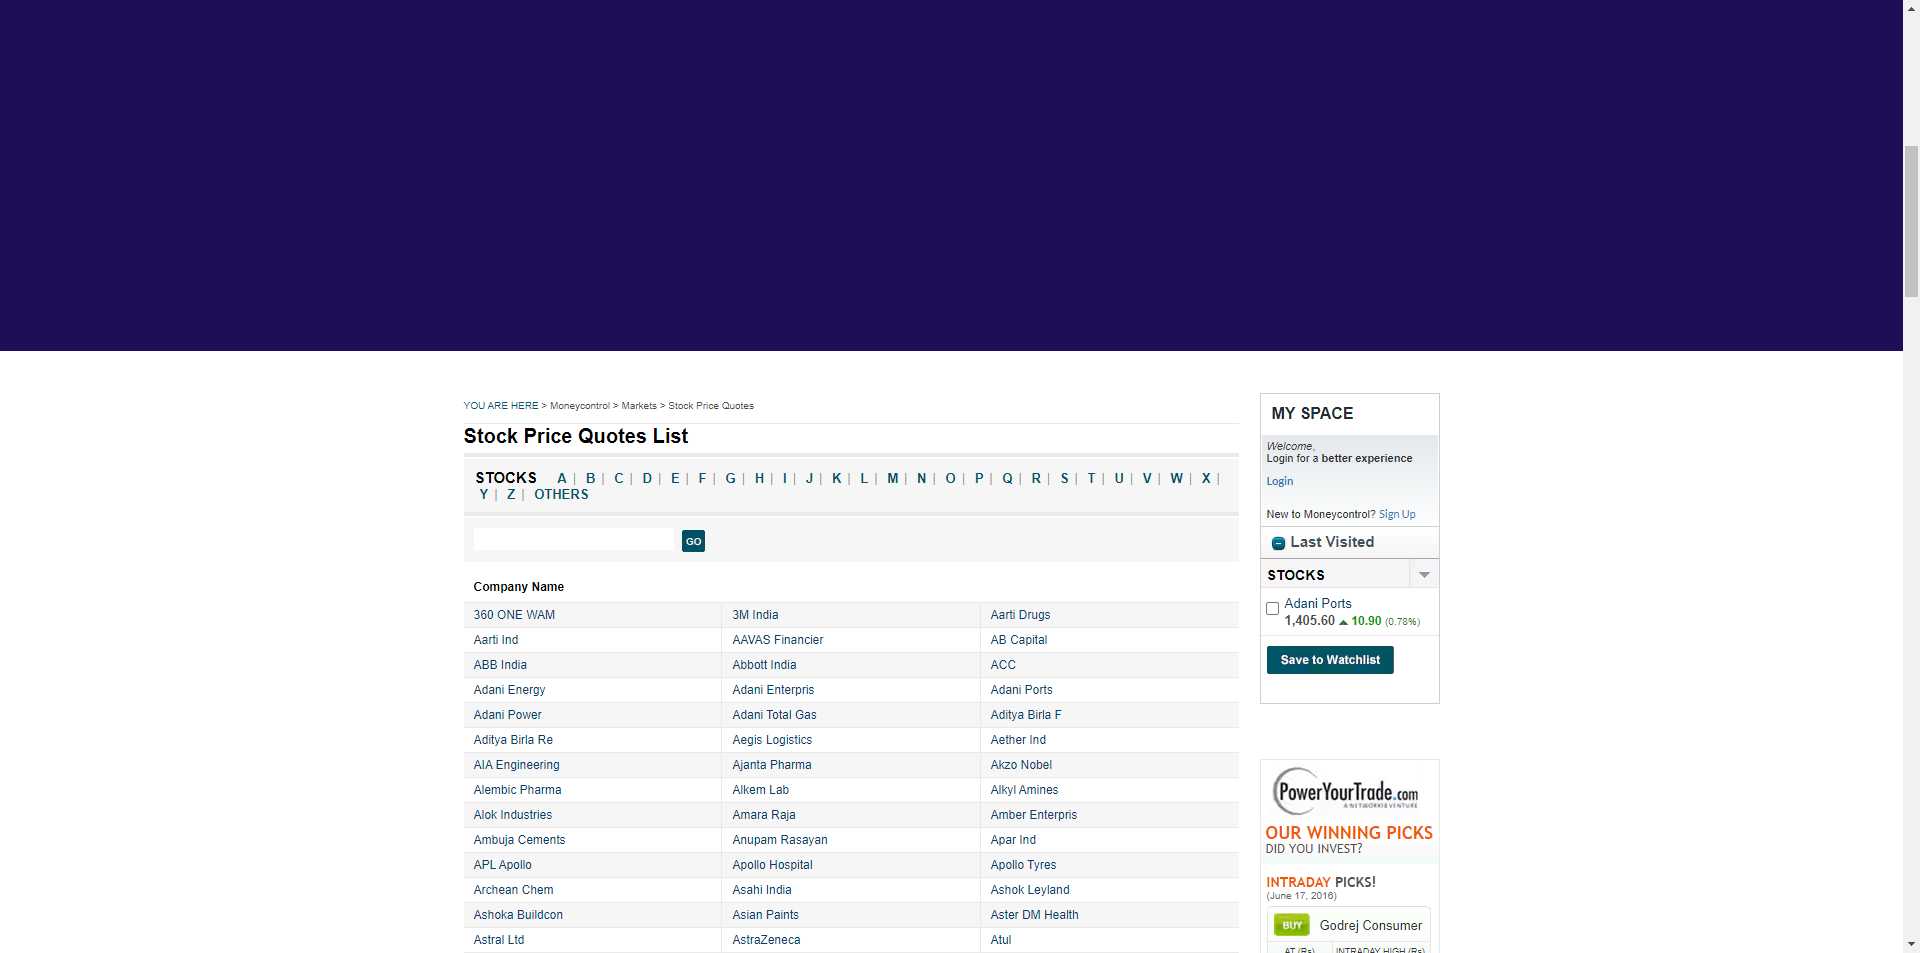 YOU ARE HERE > Moneycontrol > Markets > Stock Price Quotes
Stock Price Quotes List
STOCKS A | B | C | D | E | F | G | H | I | J | K | L | M | N | O | P | Q | R | S | T | U | V | W | X |
Y | Z | OTHERS
GO
Company Name
360 ONE WAM 3M India Aarti Drugs
Aarti Ind AAVAS Financier AB Capital
ABB India Abbott India ACC
Adani Energy Adani Enterpris Adani Ports
Adani Power Adani Total Gas Aditya Birla F
Aditya Birla Re Aegis Logistics Aether Ind
AIA Engineering Ajanta Pharma Akzo Nobel
Alembic Pharma Alkem Lab Alkyl Amines
Alok Industries Amara Raja Amber Enterpris
Ambuja Cements Anupam Rasayan Apar Ind
APL Apollo Apollo Hospital Apollo Tyres
Archean Chem Asahi India Ashok Leyland
Ashoka Buildcon Asian Paints Aster DM Health
Astral Ltd AstraZeneca Atul
MY SPACE
Welcome,
Login for a better experience
Login
New to Moneycontrol? Sign Up
Last Visited
STOCKS
Adani Ports
1,405.60 10.90 (0.78%)
Save to Watchlist
PowerYourTrade.com
A NETWORK18 VENTURE
OUR WINNING PICKS
DID YOU INVEST?
INTRADAY PICKS!
(June 17, 2016)
BUY Godrej Consumer
AT (Rs) INTRADAY HIGH (Rs)